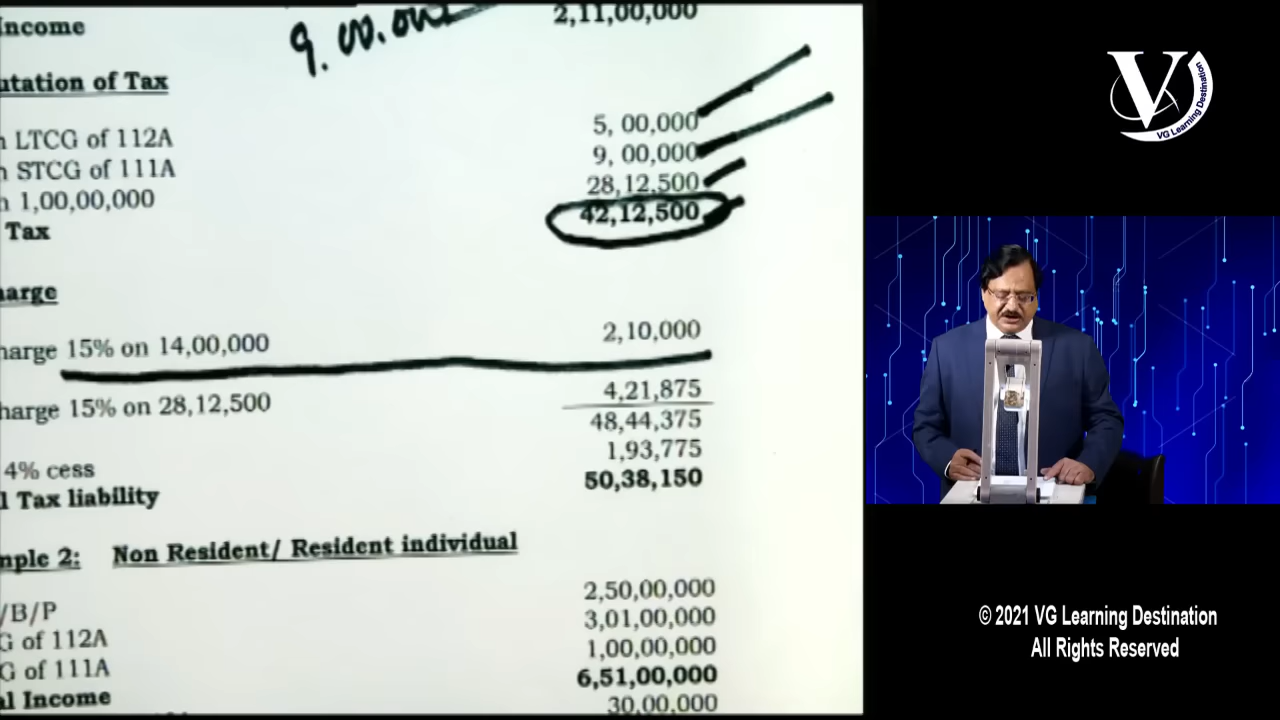 ncome 2,11,00,000
9.00.000
utation of Tax
n LTCG of 112A 5, 00,000
n STCG of 111A 9, 00,000
n 1,00,00,000 28,12,500
Tax 42,12,500
arge
harge 15% on 14,00,000 2,10,000
harge 15% on 28,12,500 4,21,875
48,44,375
4% cess 1,93,775
l Tax liability 50,38,150
mple 2: Non Resident/ Resident individual
/B/P 2,50,00,000
G of 112A 3,01,00,000
G of 111A 1,00,00,000
al Income 6,51,00,000
30,00,000
V
VG Learning Destination
© 2021 VG Learning Destination
All Rights Reserved